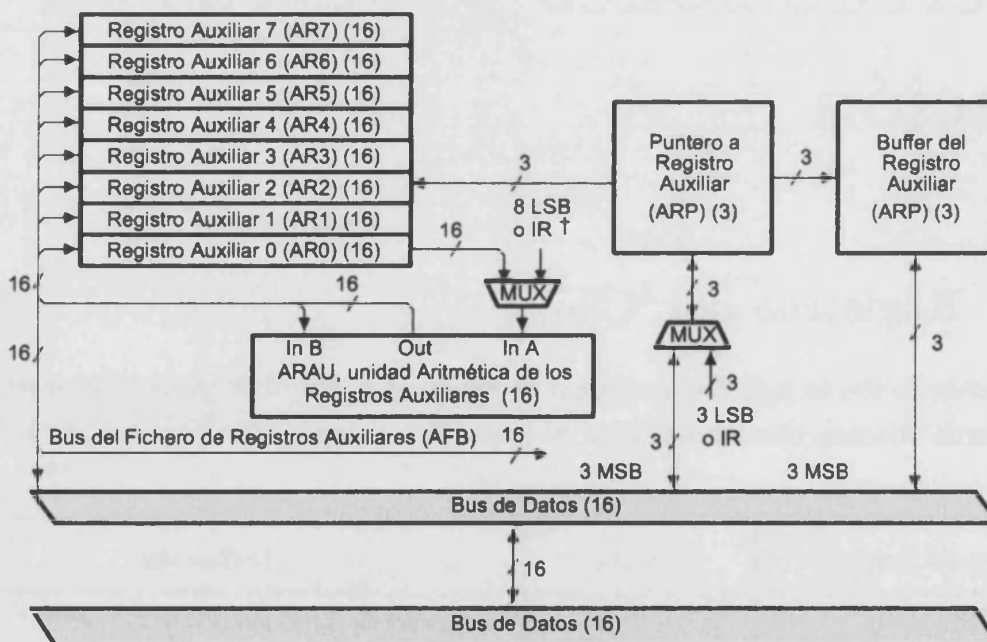 Registro Auxiliar 7 (AR7) (16)
Registro Auxiliar 6 (AR6) (16)
Registro Auxiliar 5 (AR5) (16)
Registro Auxiliar 4 (AR4) (16)
Registro Auxiliar 3 (AR3) (16)
Registro Auxiliar 2 (AR2) (16)
Registro Auxiliar 1 (AR1) (16)
Registro Auxiliar 0 (AR0) (16)
3
Puntero a
Registro
Auxiliar
(ARP) (3)
3
Buffer del
Registro
Auxiliar
(ARP) (3)
8 LSB
o IR †
16
MUX
3
MUX
3
3 LSB
o IR
3
3
16
16
16
In B
Out
In A
ARAU, unidad Aritmética de los
Registros Auxiliares (16)
Bus del Fichero de Registros Auxiliares (AFB)
16
3 MSB
3 MSB
Bus de Datos (16)
16
Bus de Datos (16)